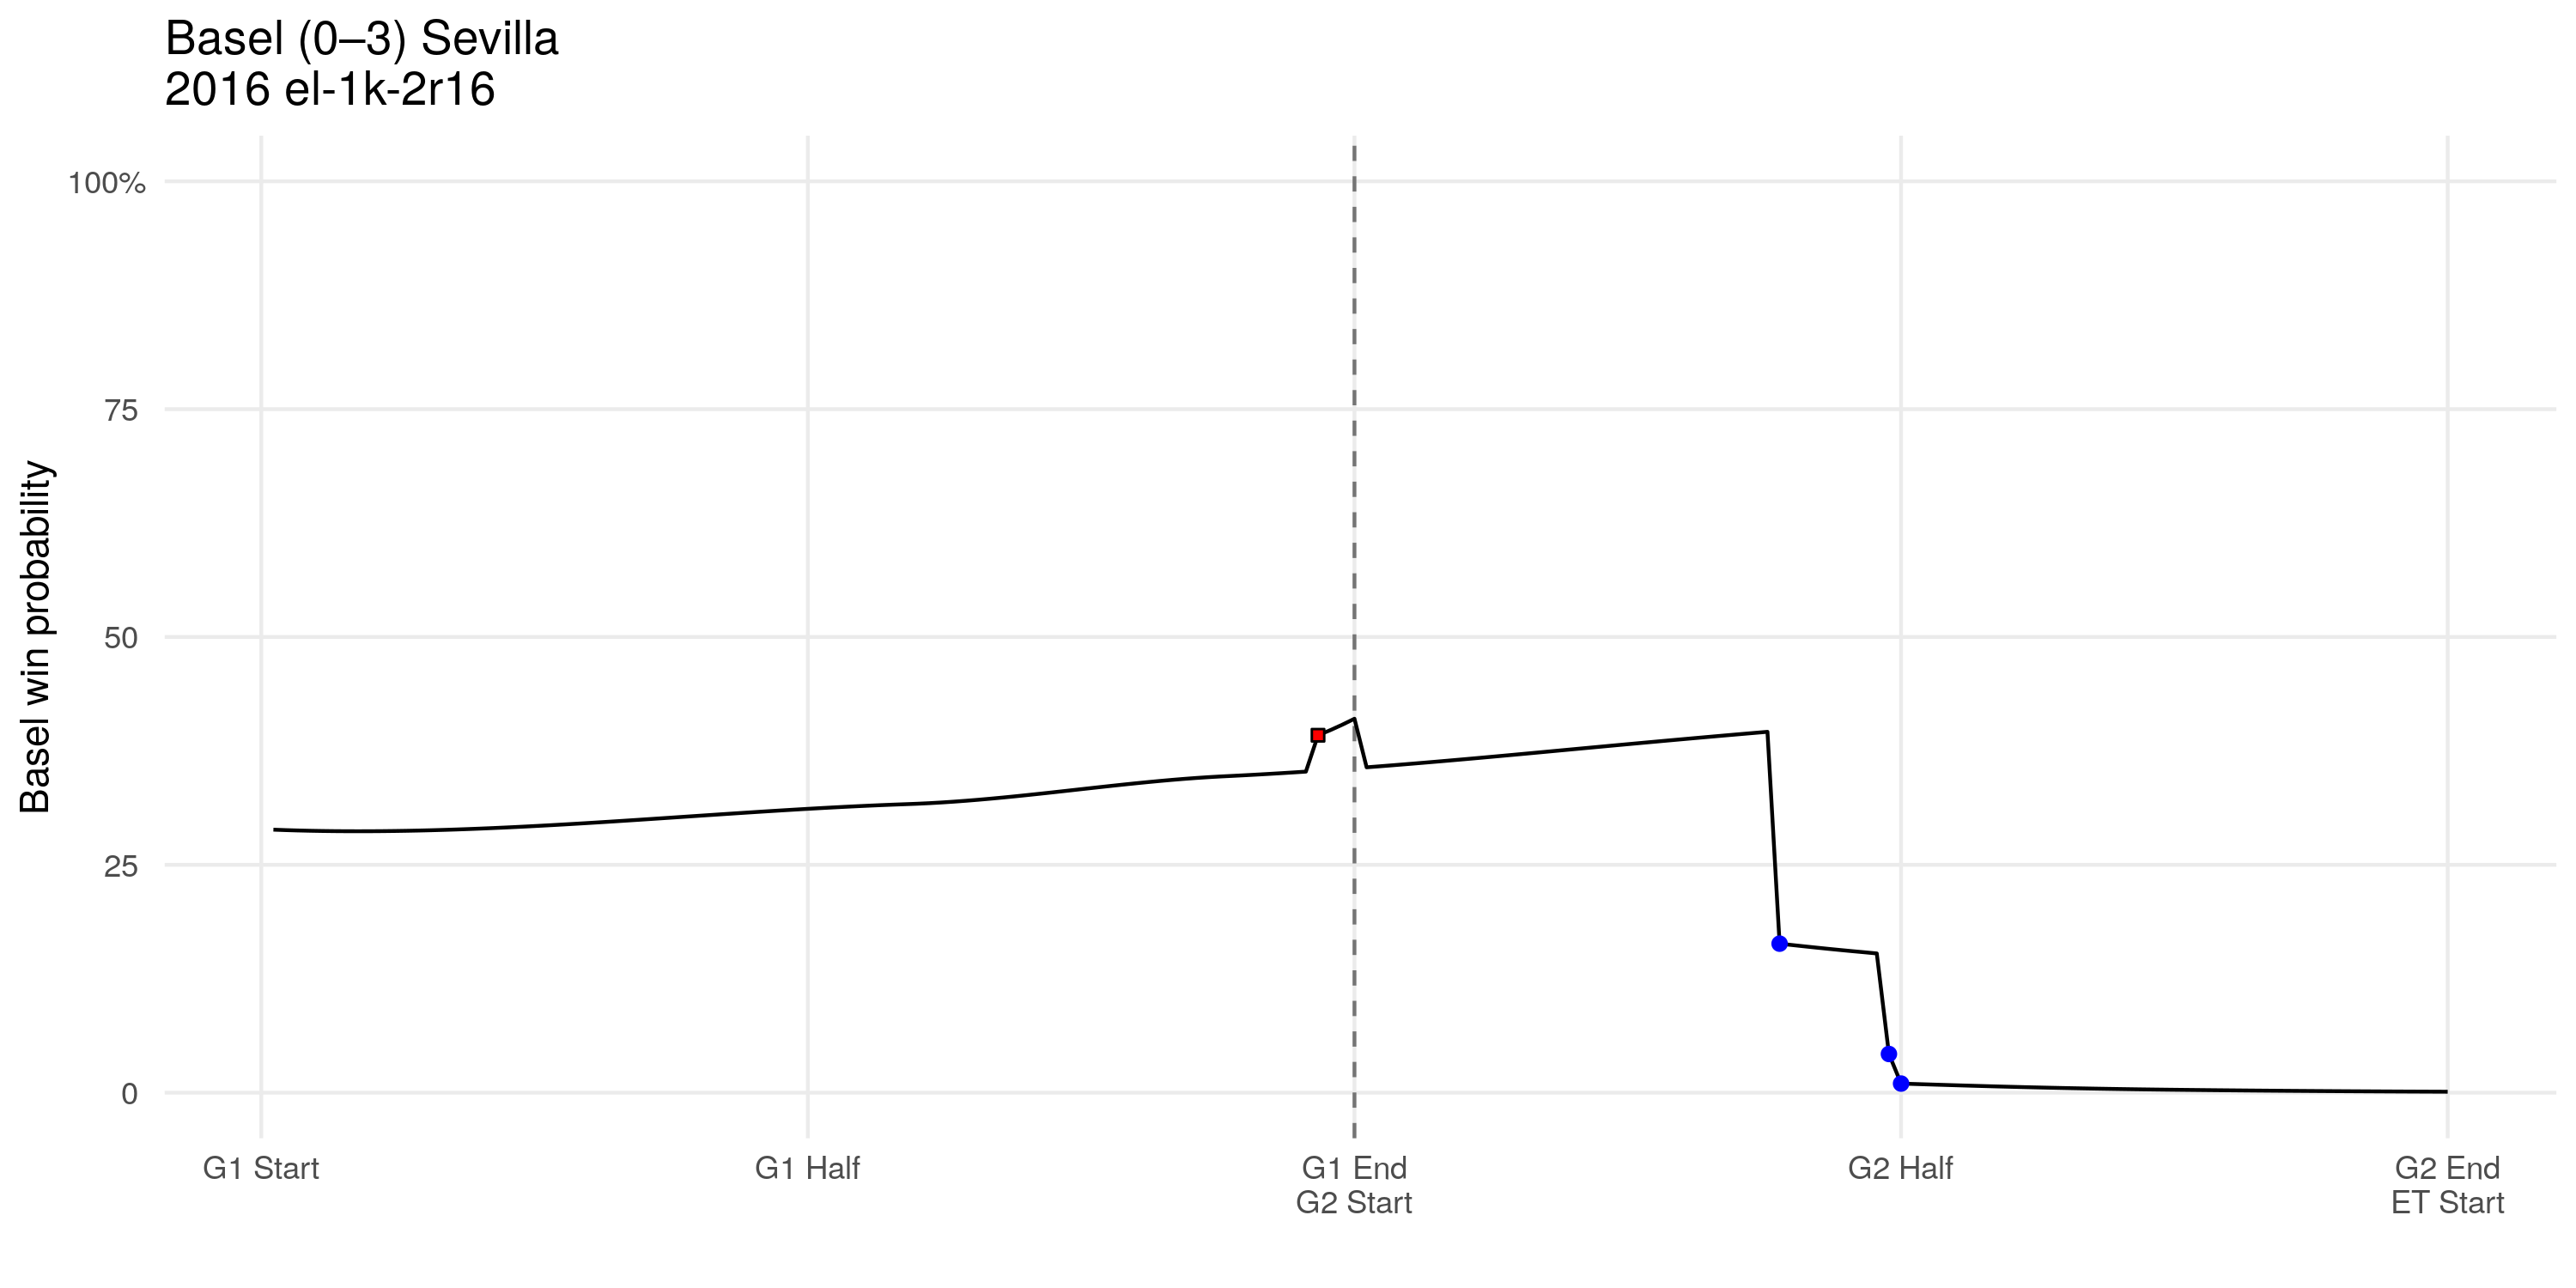 Basel (0–3) Sevilla
2016 el-1k-2r16
Basel win probability
100%
75
50
25
0
G1 Start
G1 Half
G1 End
G2 Start
G2 Half
G2 End
ET Start